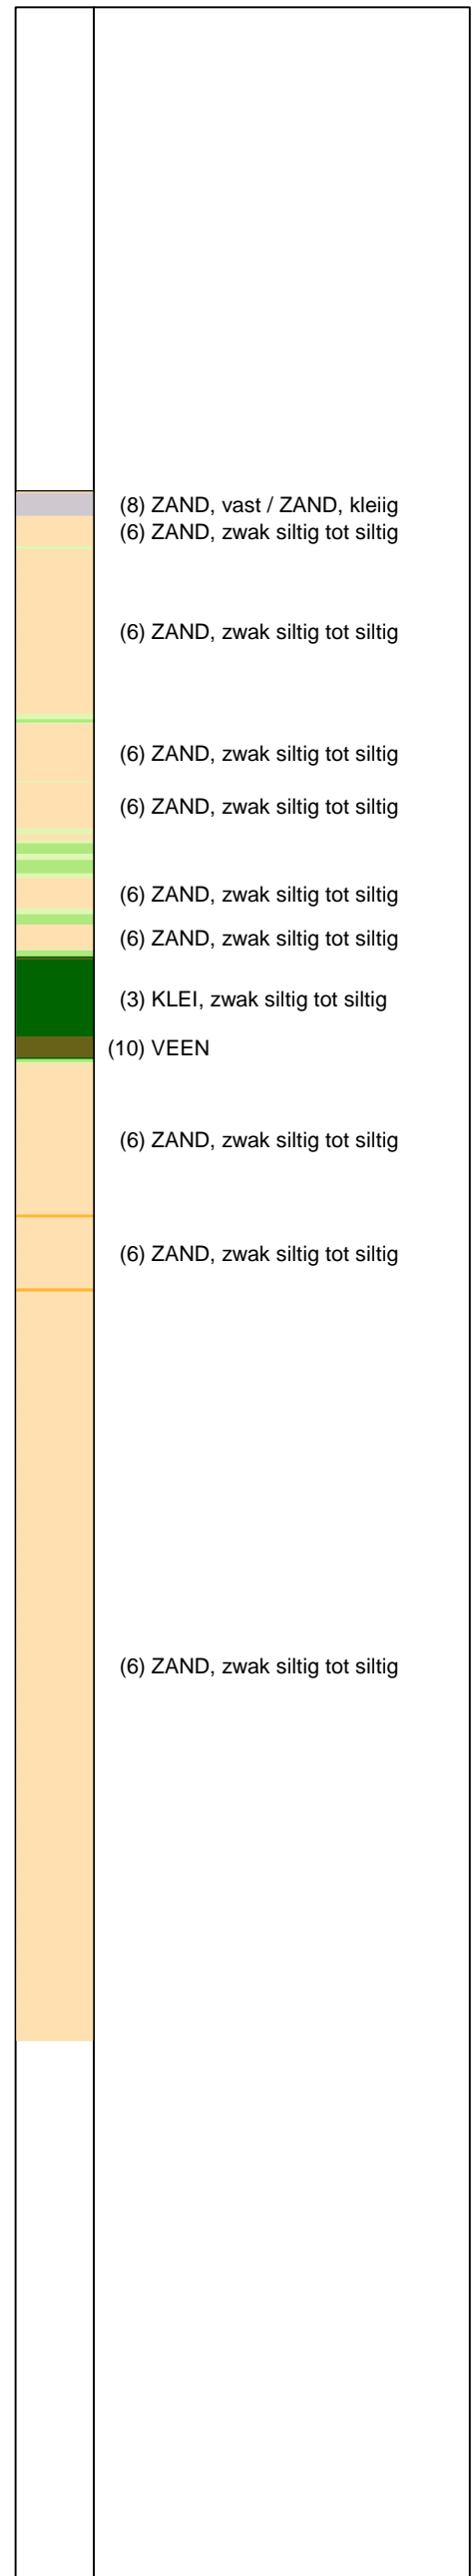 (8) ZAND, vast / ZAND, kleiig
(6) ZAND, zwak siltig tot siltig
(6) ZAND, zwak siltig tot siltig
(6) ZAND, zwak siltig tot siltig
(6) ZAND, zwak siltig tot siltig
(6) ZAND, zwak siltig tot siltig
(6) ZAND, zwak siltig tot siltig
(3) KLEI, zwak siltig tot siltig
(10) VEEN
(6) ZAND, zwak siltig tot siltig
(6) ZAND, zwak siltig tot siltig
(6) ZAND, zwak siltig tot siltig